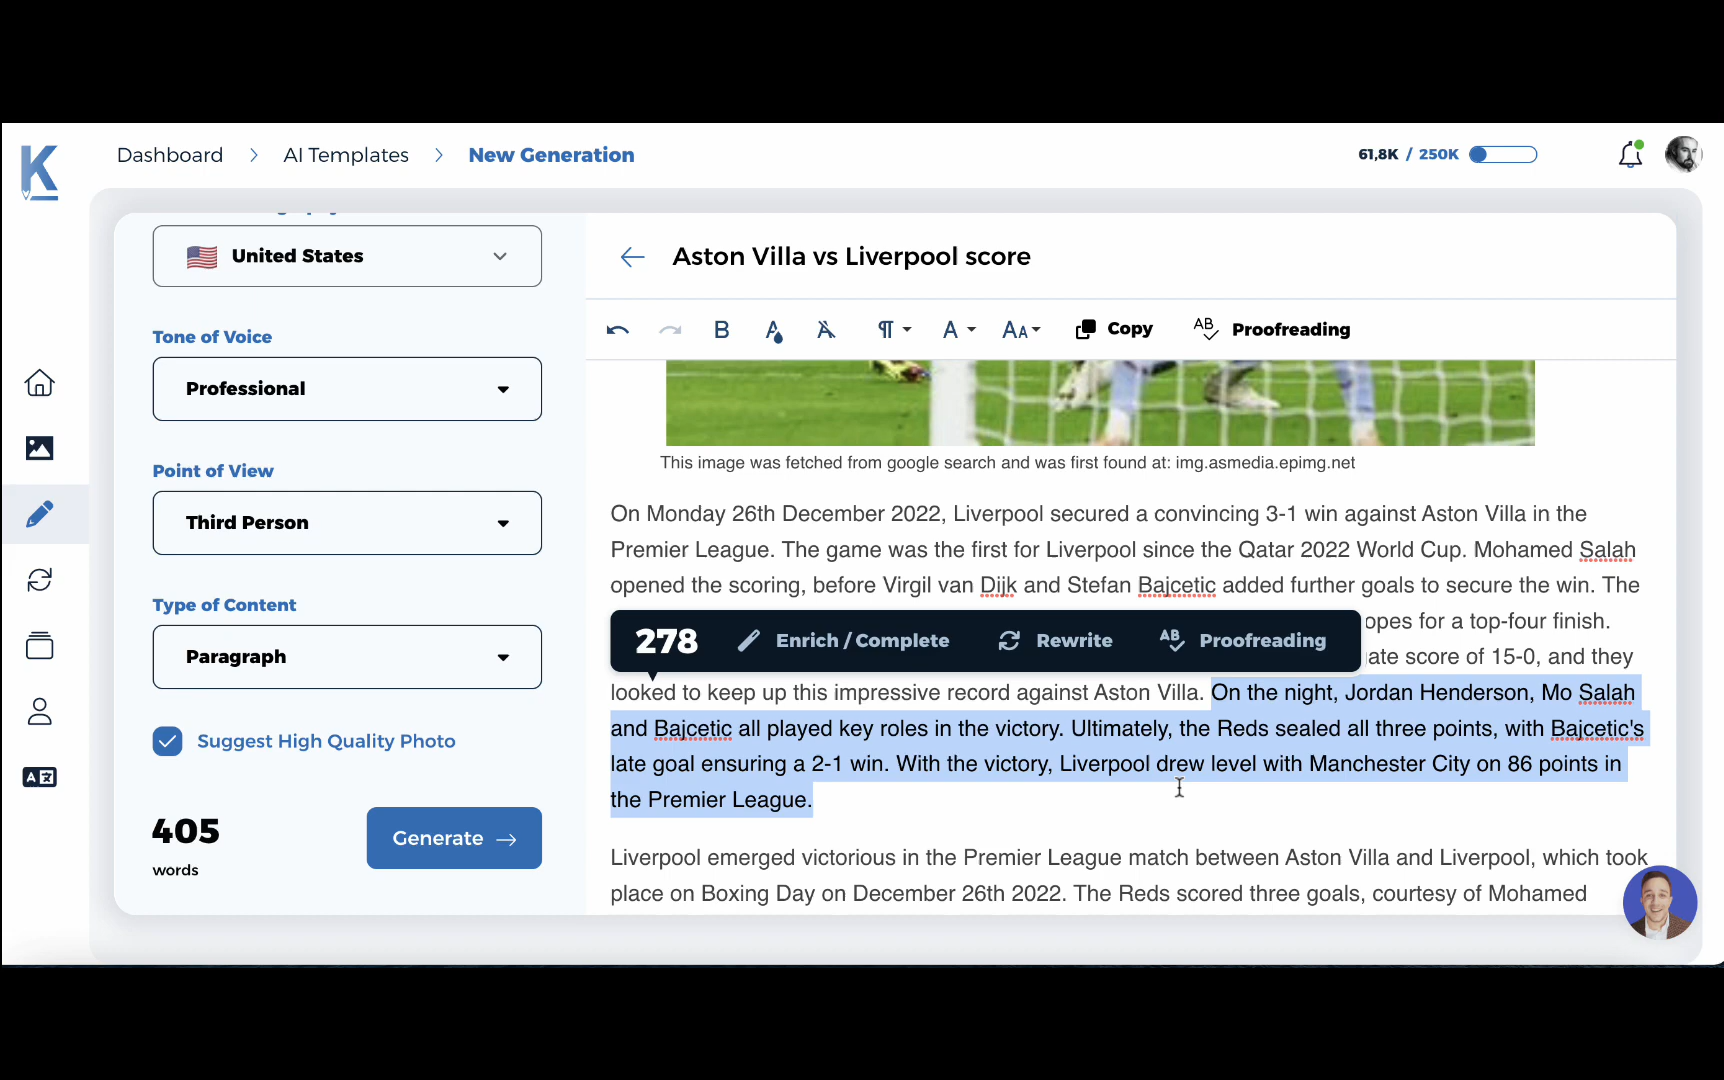 K
Dashboard > AI Templates > New Generation
61,8K / 250K
United States
Tone of Voice
Professional
Point of View
Third Person
Type of Content
Paragraph
Suggest High Quality Photo
405
words
Generate →
← Aston Villa vs Liverpool score
B ¶ A AA Copy AB Proofreading
This image was fetched from google search and was first found at: img.asmedia.epimg.net
On Monday 26th December 2022, Liverpool secured a convincing 3-1 win against Aston Villa in the
Premier League. The game was the first for Liverpool since the Qatar 2022 World Cup. Mohamed Salah
opened the scoring, before Virgil van Dijk and Stefan Bajcetic added further goals to secure the win. The
opes for a top-four finish.
278 Enrich / Complete Rewrite AB Proofreading
ate score of 15-0, and they
looked to keep up this impressive record against Aston Villa. On the night, Jordan Henderson, Mo Salah
and Bajcetic all played key roles in the victory. Ultimately, the Reds sealed all three points, with Bajcetic's
late goal ensuring a 2-1 win. With the victory, Liverpool drew level with Manchester City on 86 points in
the Premier League.
Liverpool emerged victorious in the Premier League match between Aston Villa and Liverpool, which took
place on Boxing Day on December 26th 2022. The Reds scored three goals, courtesy of Mohamed